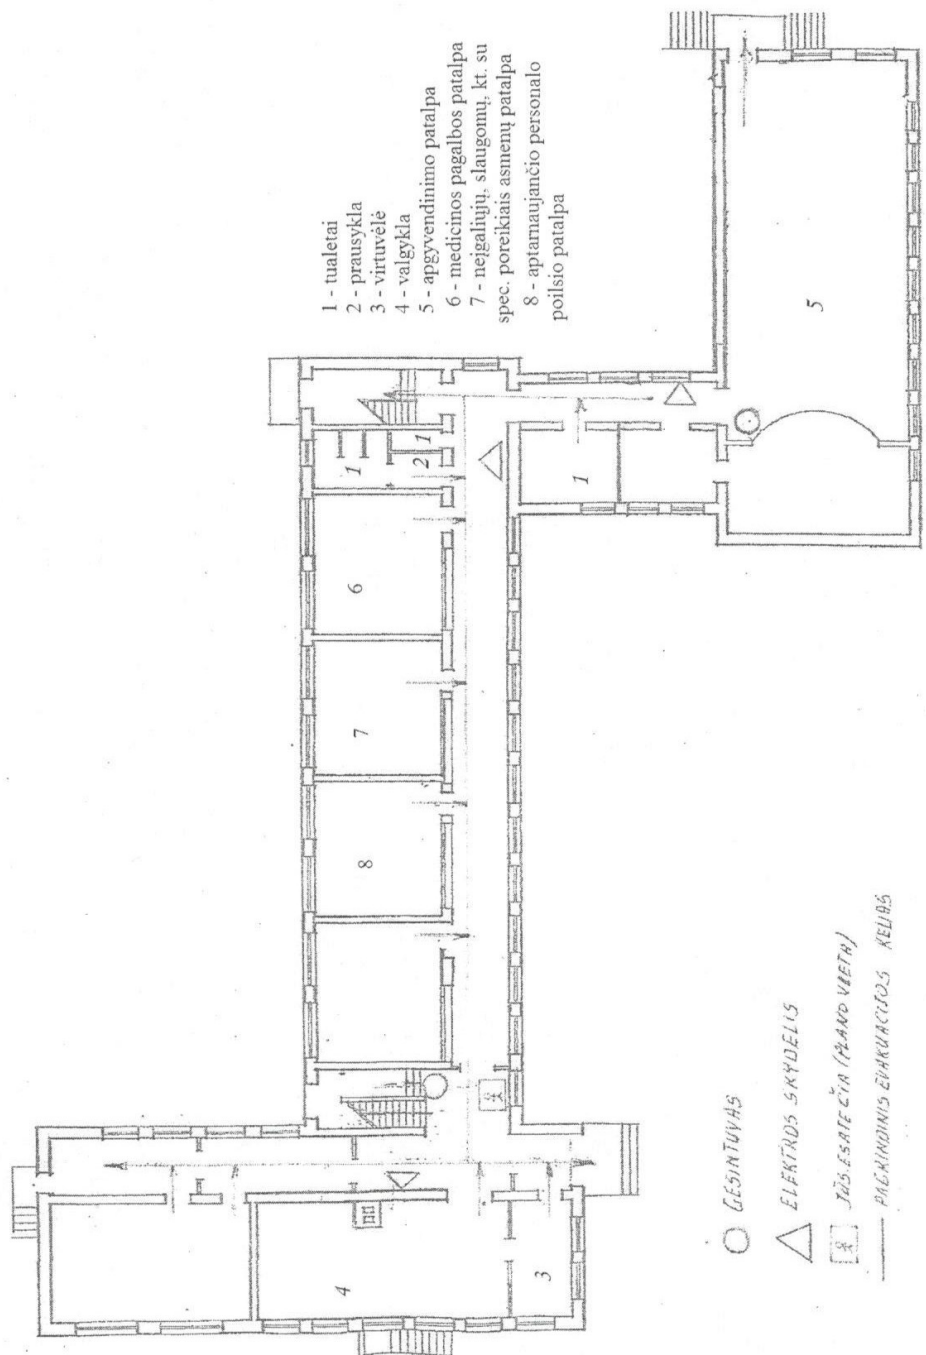 1 - tualetai
2 - prausykla
3 - virtuvėlė
4 - valgykla
5 - apgyvendinimo patalpa
6 - medicinos pagalbos patalpa
7 - neįgaliųjų, slaugomų, kt. su
spec. poreikiais asmenų patalpa
8 - aptarnaujančio personalo
poilsio patalpa
1
2
1
6
7
8
1
5
4
3
GESINTUVAS
ELEKTROS SKYDELIS
JŪS ESATE ČIA (PLANO VIETA)
PAGRINDINIS EVAKUACIJOS KELIAS